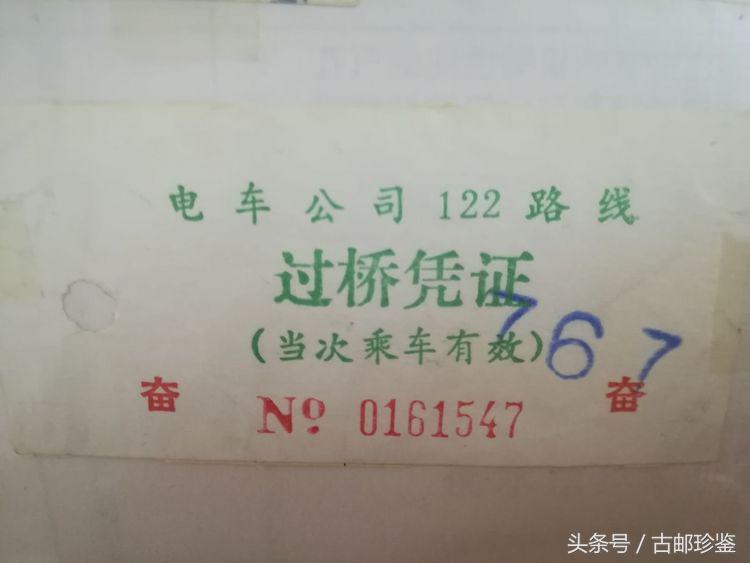 电车公司122路线
过桥凭证
767
(当次乘车有效)
奋 № 0161547 奋
头条号/古邮珍鉴